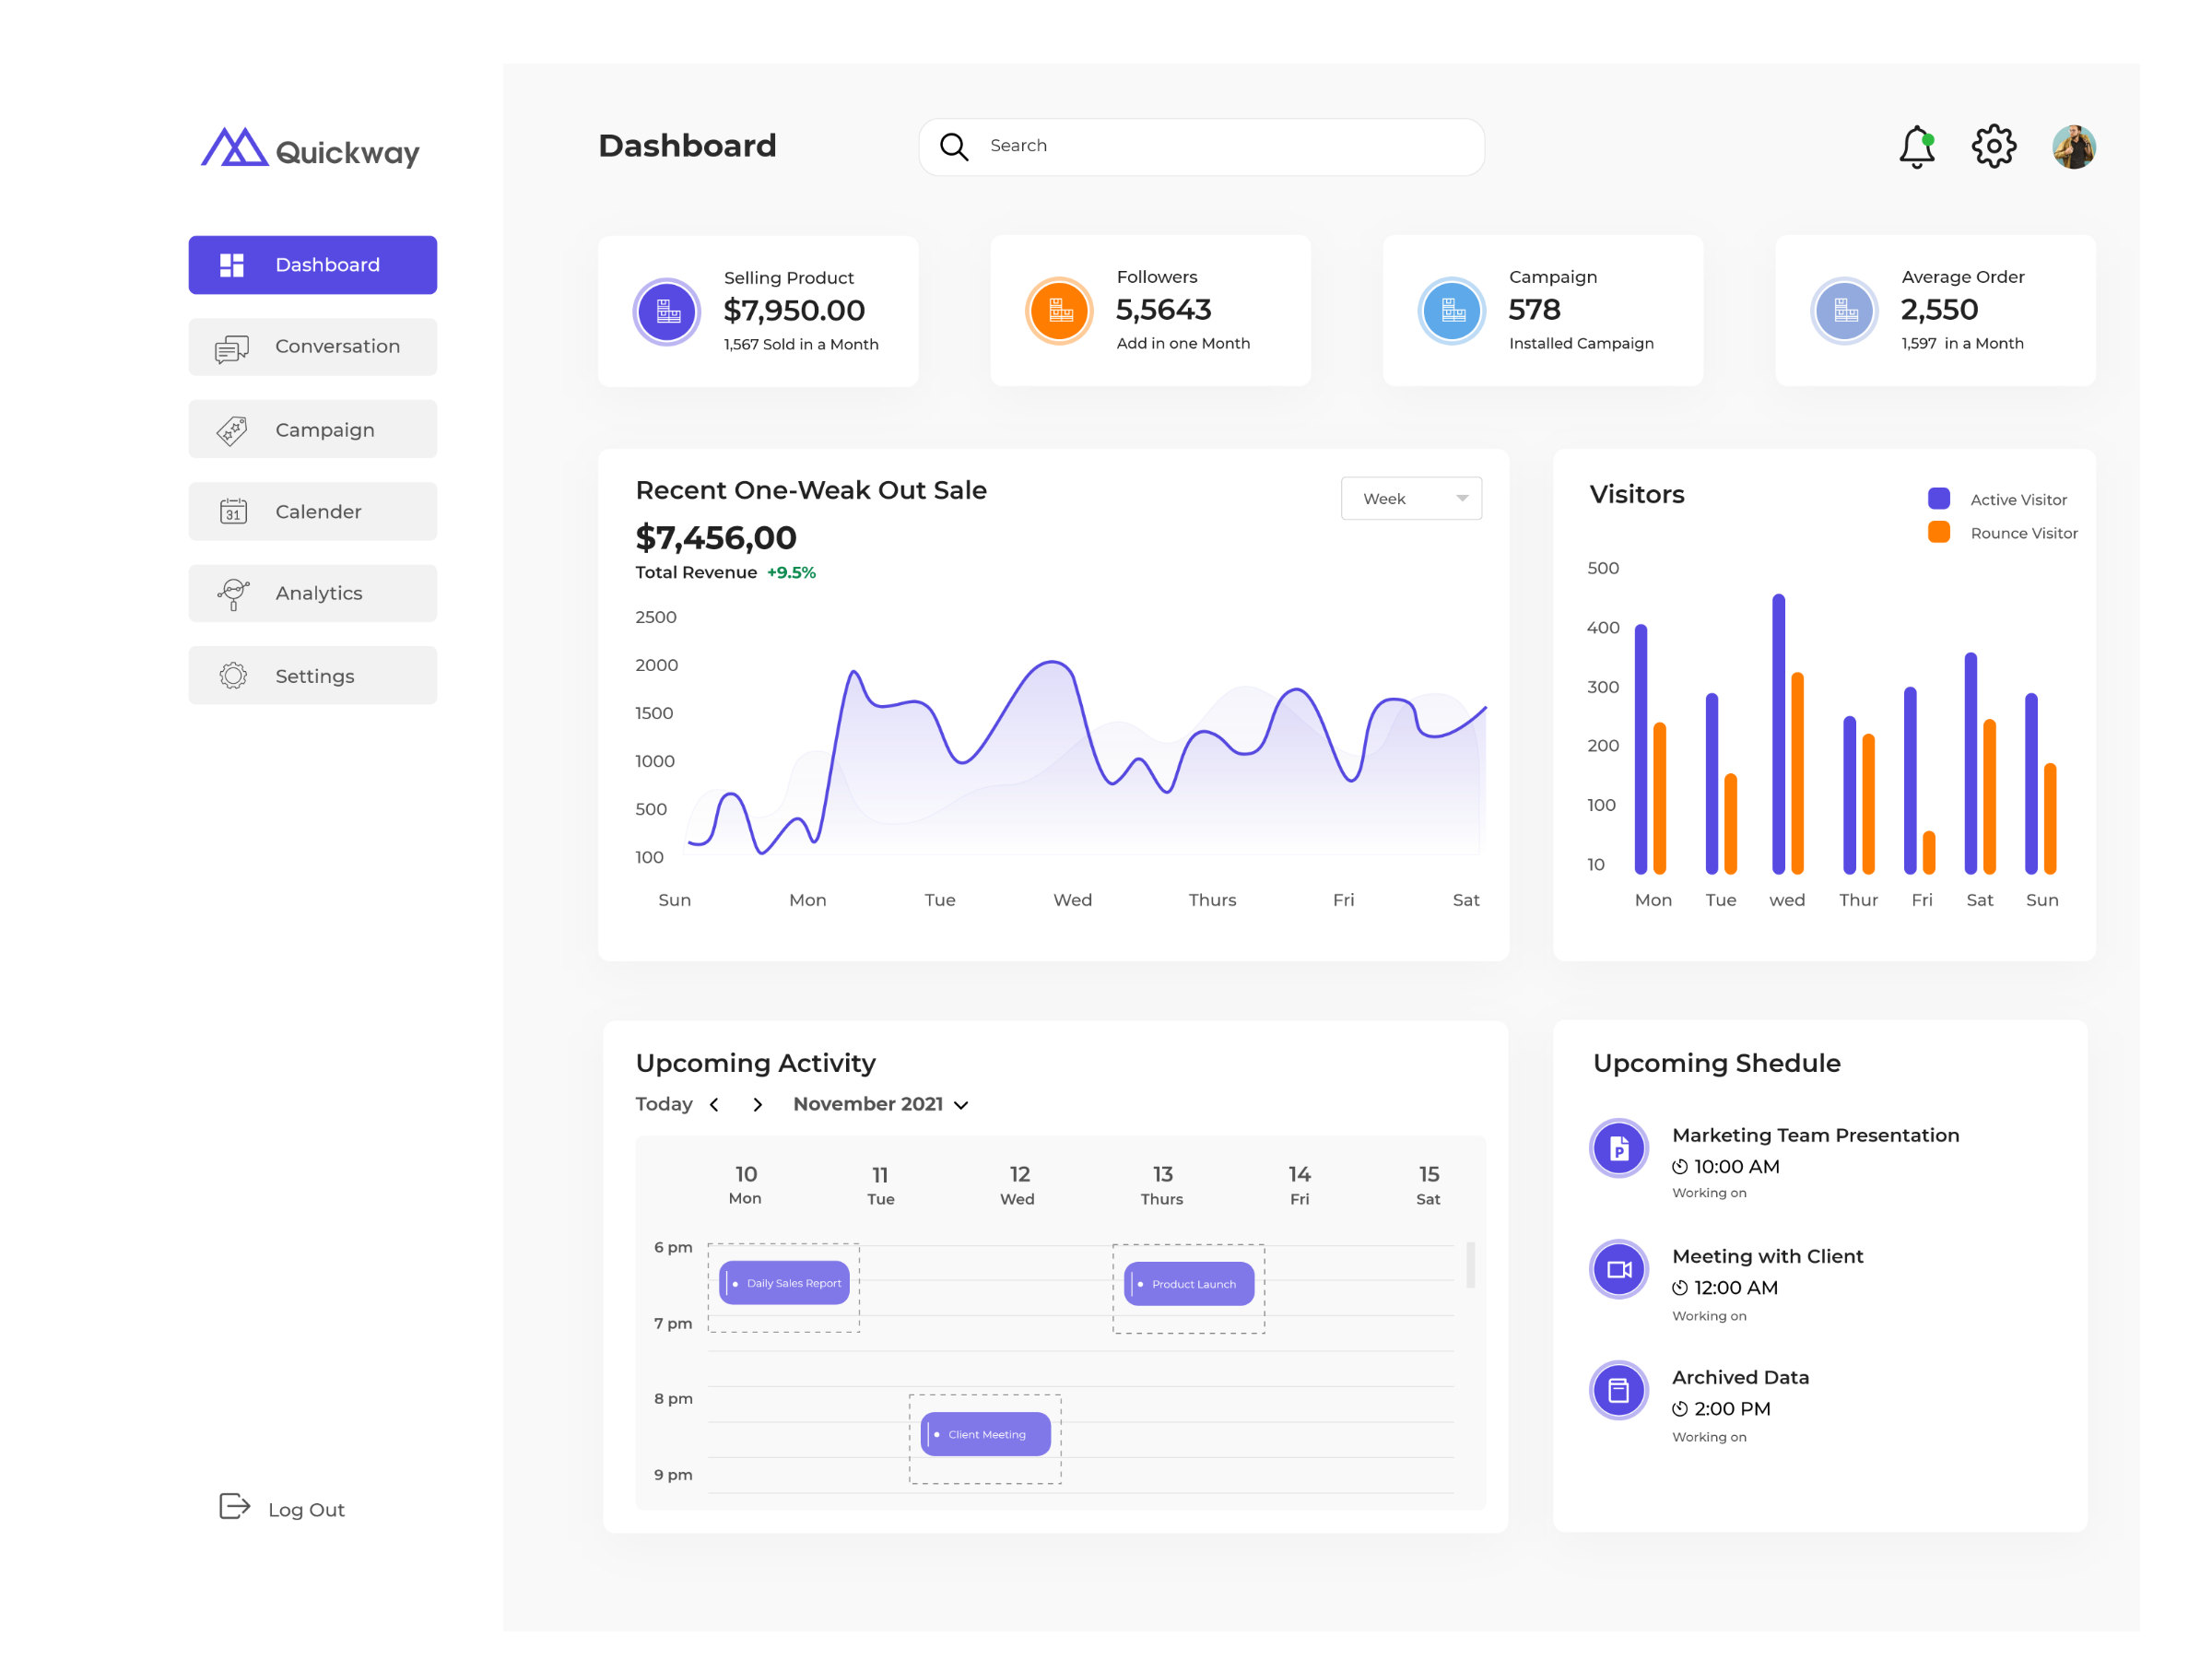 Quickway
Dashboard
Conversation
Campaign
31
Calender
Analytics
Settings
Log Out
Dashboard
Search
Selling Product
$7,950.00
1,567 Sold in a Month
Followers
5,5643
Add in one Month
Campaign
578
Installed Campaign
Average Order
2,550
1,597 in a Month
Recent One-Weak Out Sale
$7,456,00
Total Revenue +9.5%
Week
2500
2000
1500
1000
500
100
Sun Mon Tue Wed Thurs Fri Sat
Visitors
Active Visitor
Rounce Visitor
500
400
300
200
100
10
Mon Tue wed Thur Fri Sat Sun
Upcoming Activity
Today November 2021
10 11 12 13 14 15
Mon Tue Wed Thurs Fri Sat
6 pm
Daily Sales Report Product Launch
7 pm
8 pm
Client Meeting
9 pm
Upcoming Shedule
P
Marketing Team Presentation
10:00 AM
Working on
Meeting with Client
12:00 AM
Working on
Archived Data
2:00 PM
Working on